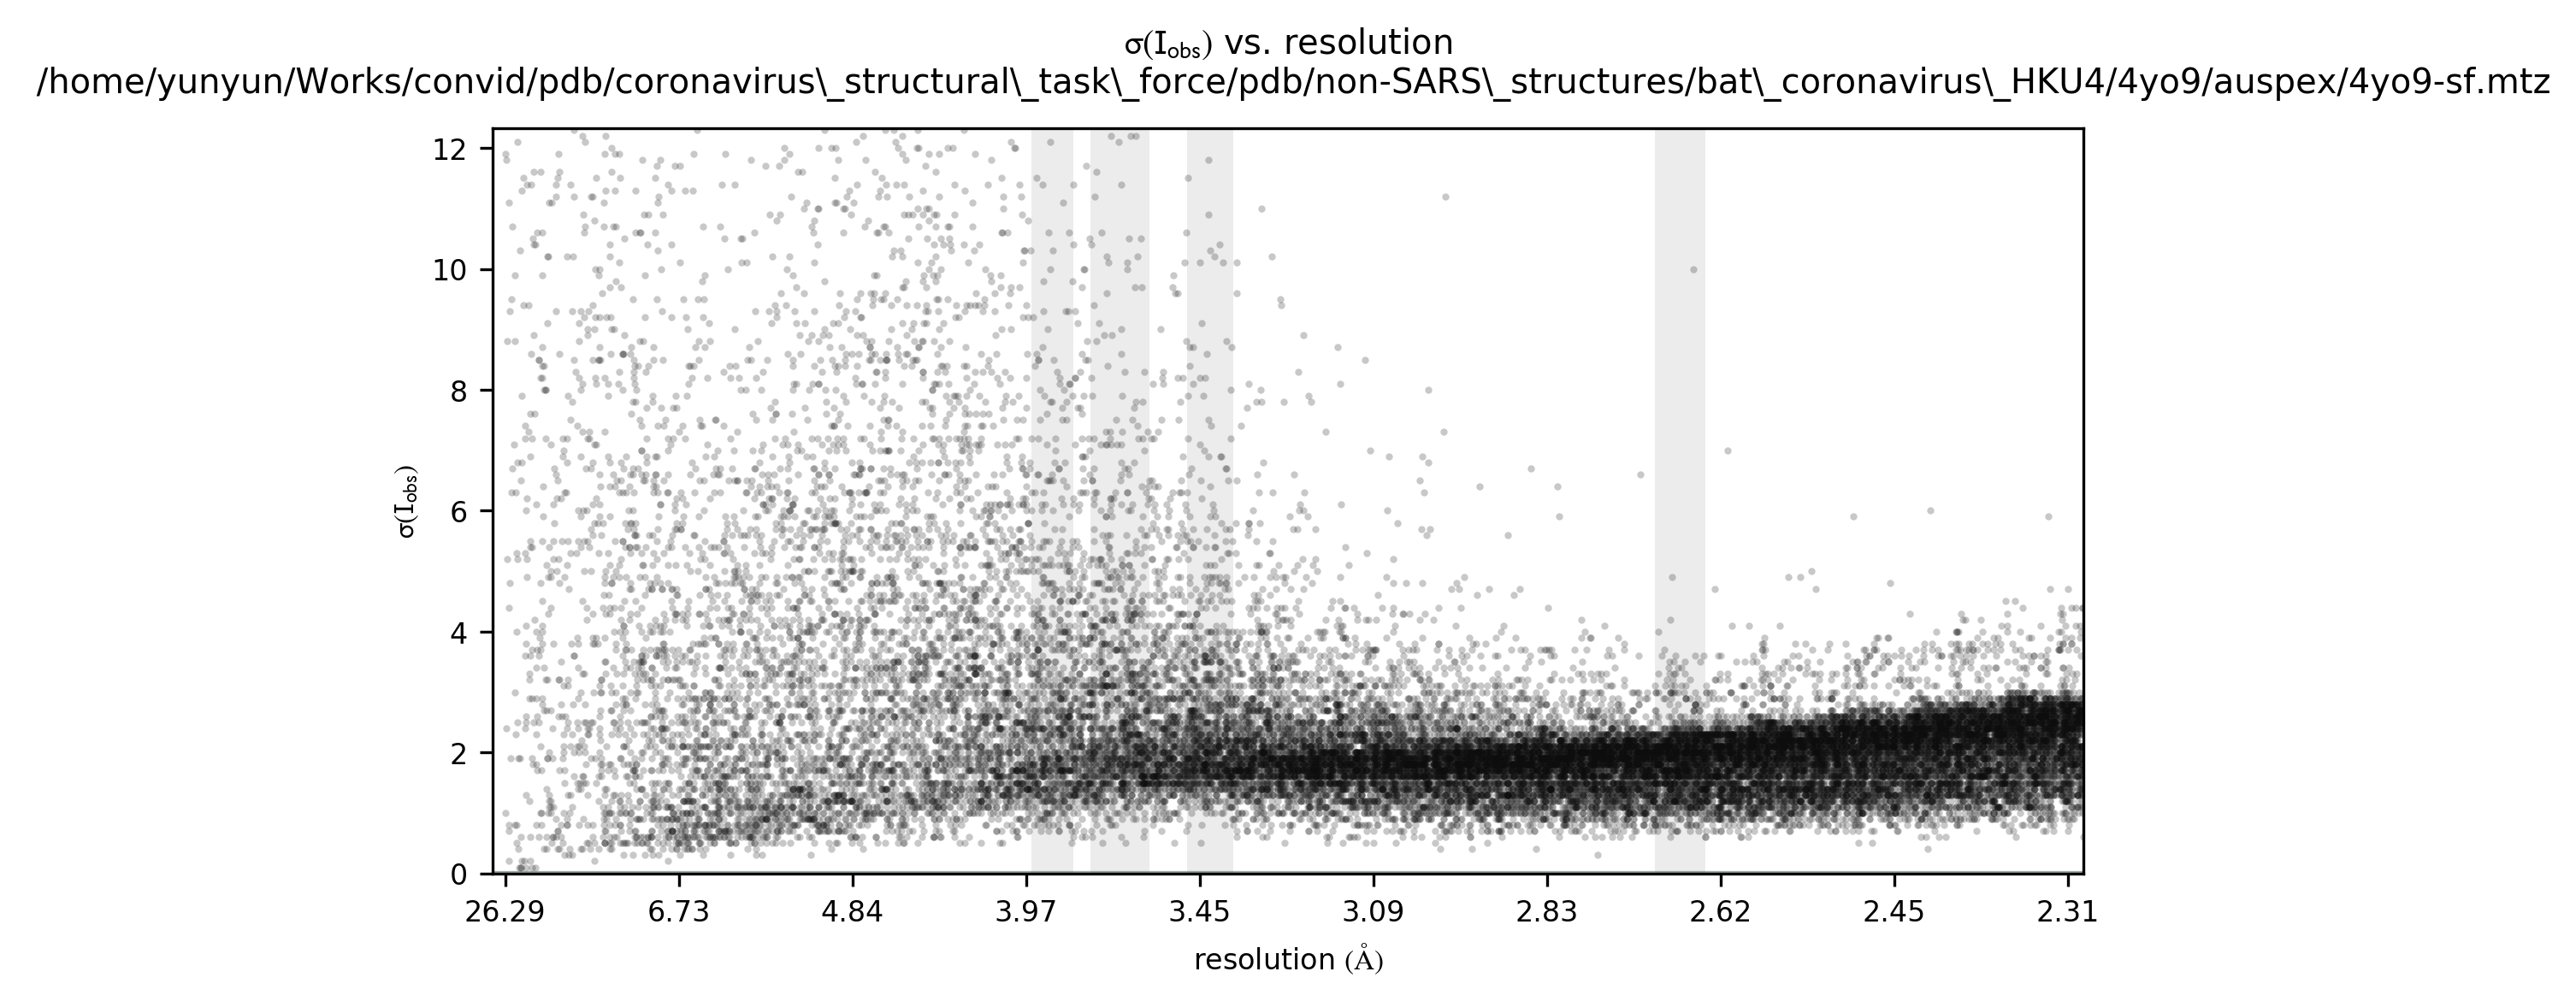 σ(I_obs) vs. resolution
/home/yunyun/Works/convid/pdb/coronavirus\_structural\_task\_force/pdb/non-SARS\_structures/bat\_coronavirus\_HKU4/4yo9/auspex/4yo9-sf.mtz
12
10
8
6
4
2
0
σ(I_obs)
26.29 6.73 4.84 3.97 3.45 3.09 2.83 2.62 2.45 2.31
resolution (Å)